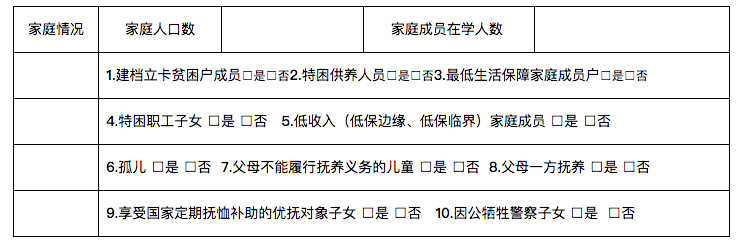 家庭情况 家庭人口数 家庭成员在学人数
1.建档立卡贫困户成员□是□否2.特困供养人员□是□否3.最低生活保障家庭成员户□是□否
4.特困职工子女 □是 □否 5.低收入（低保边缘、低保临界）家庭成员 □是 □否
6.孤儿 □是 □否 7.父母不能履行抚养义务的儿童 □是 □否 8.父母一方抚养 □是 □否
9.享受国家定期抚恤补助的优抚对象子女 □是 □否 10.因公牺牲警察子女 □是 □否